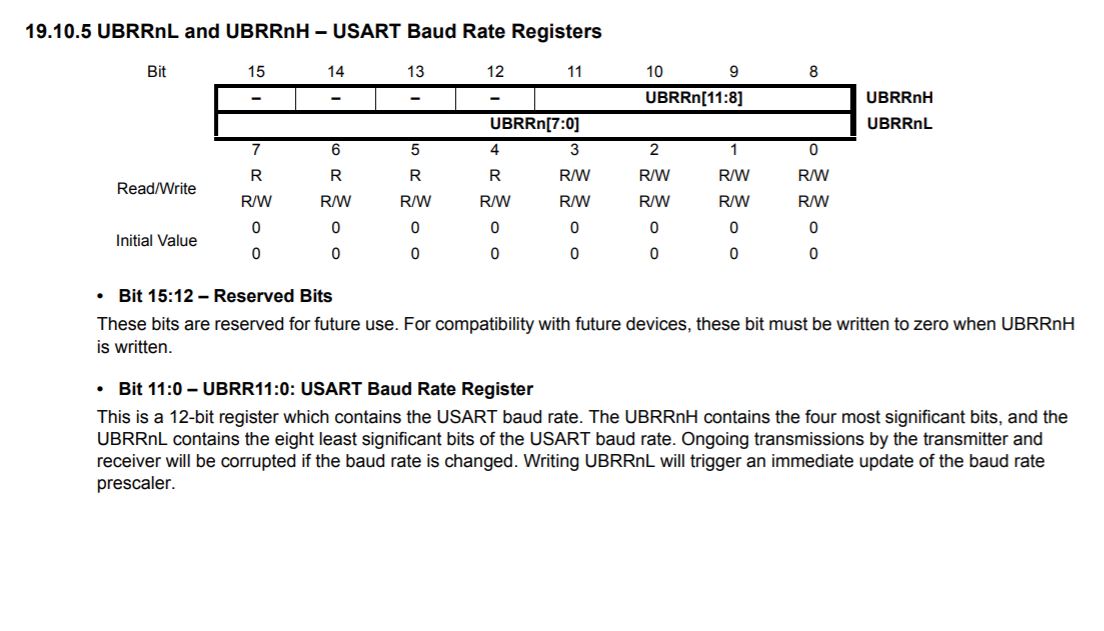 19.10.5 UBRRnL and UBRRnH – USART Baud Rate Registers
Bit 15 14 13 12 11 10 9 8
– – – – UBRRn[11:8] UBRRnH
UBRRn[7:0] UBRRnL
7 6 5 4 3 2 1 0
Read/Write
R R R R R/W R/W R/W R/W
R/W R/W R/W R/W R/W R/W R/W R/W
Initial Value
0 0 0 0 0 0 0 0
0 0 0 0 0 0 0 0
• Bit 15:12 – Reserved Bits
These bits are reserved for future use. For compatibility with future devices, these bit must be written to zero when UBRRnH
is written.
• Bit 11:0 – UBRR11:0: USART Baud Rate Register
This is a 12-bit register which contains the USART baud rate. The UBRRnH contains the four most significant bits, and the
UBRRnL contains the eight least significant bits of the USART baud rate. Ongoing transmissions by the transmitter and
receiver will be corrupted if the baud rate is changed. Writing UBRRnL will trigger an immediate update of the baud rate
prescaler.